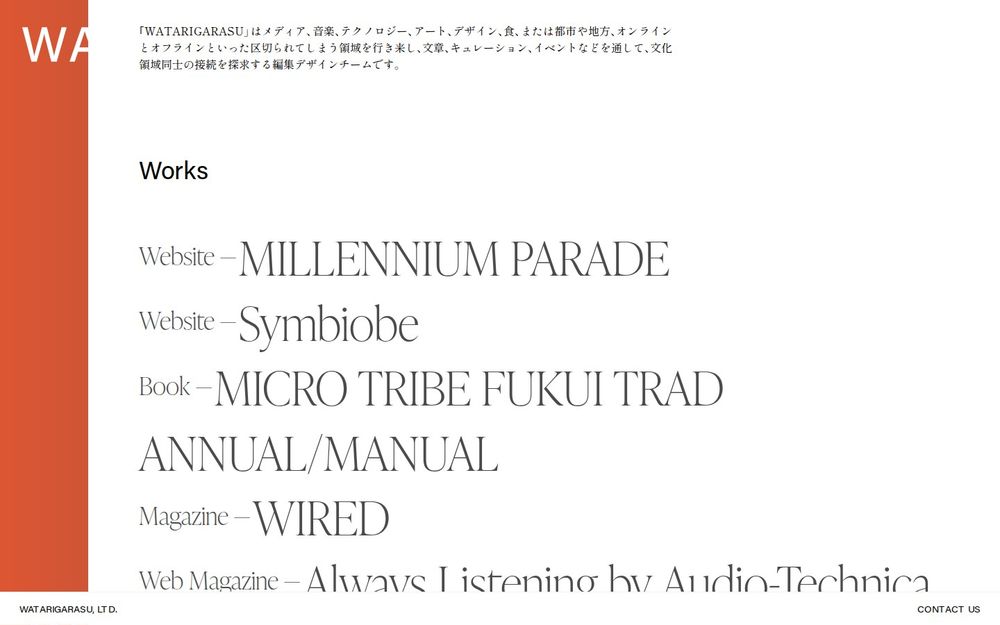 WA
「WATARIGARASU」はメディア、音楽、テクノロジー、アート、デザイン、食、または都市や地方、オンライン
とオフラインといった区切られてしまう領域を行き来し、文章、キュレーション、イベントなどを通して、文化
領域同士の接続を探求する編集デザインチームです。
Works
Website — MILLENNIUM PARADE
Website — Symbiobe
Book — MICRO TRIBE FUKUI TRAD
ANNUAL/MANUAL
Magazine — WIRED
Web Magazine — Always Listening by Audio-Technica
WATARIGARASU, LTD.
CONTACT US